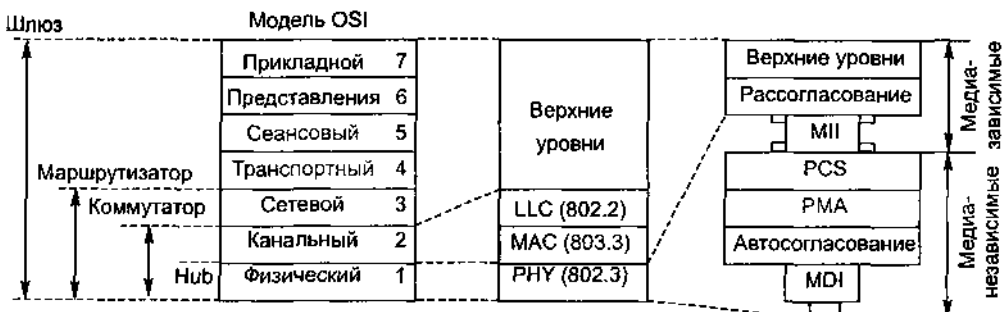 Шлюз
Модель OSI
Прикладной 7
Представления 6
Сеансовый 5
Транспортный 4
Сетевой 3
Канальный 2
Физический 1
Маршрутизатор
Коммутатор
Hub
Верхние
уровни
LLC (802.2)
MAC (803.3)
PHY (802.3)
Верхние уровни
Рассогласование
MII
PCS
PMA
Автосогласование
MDI
Медиа-
зависимые
Медиа-
независимые